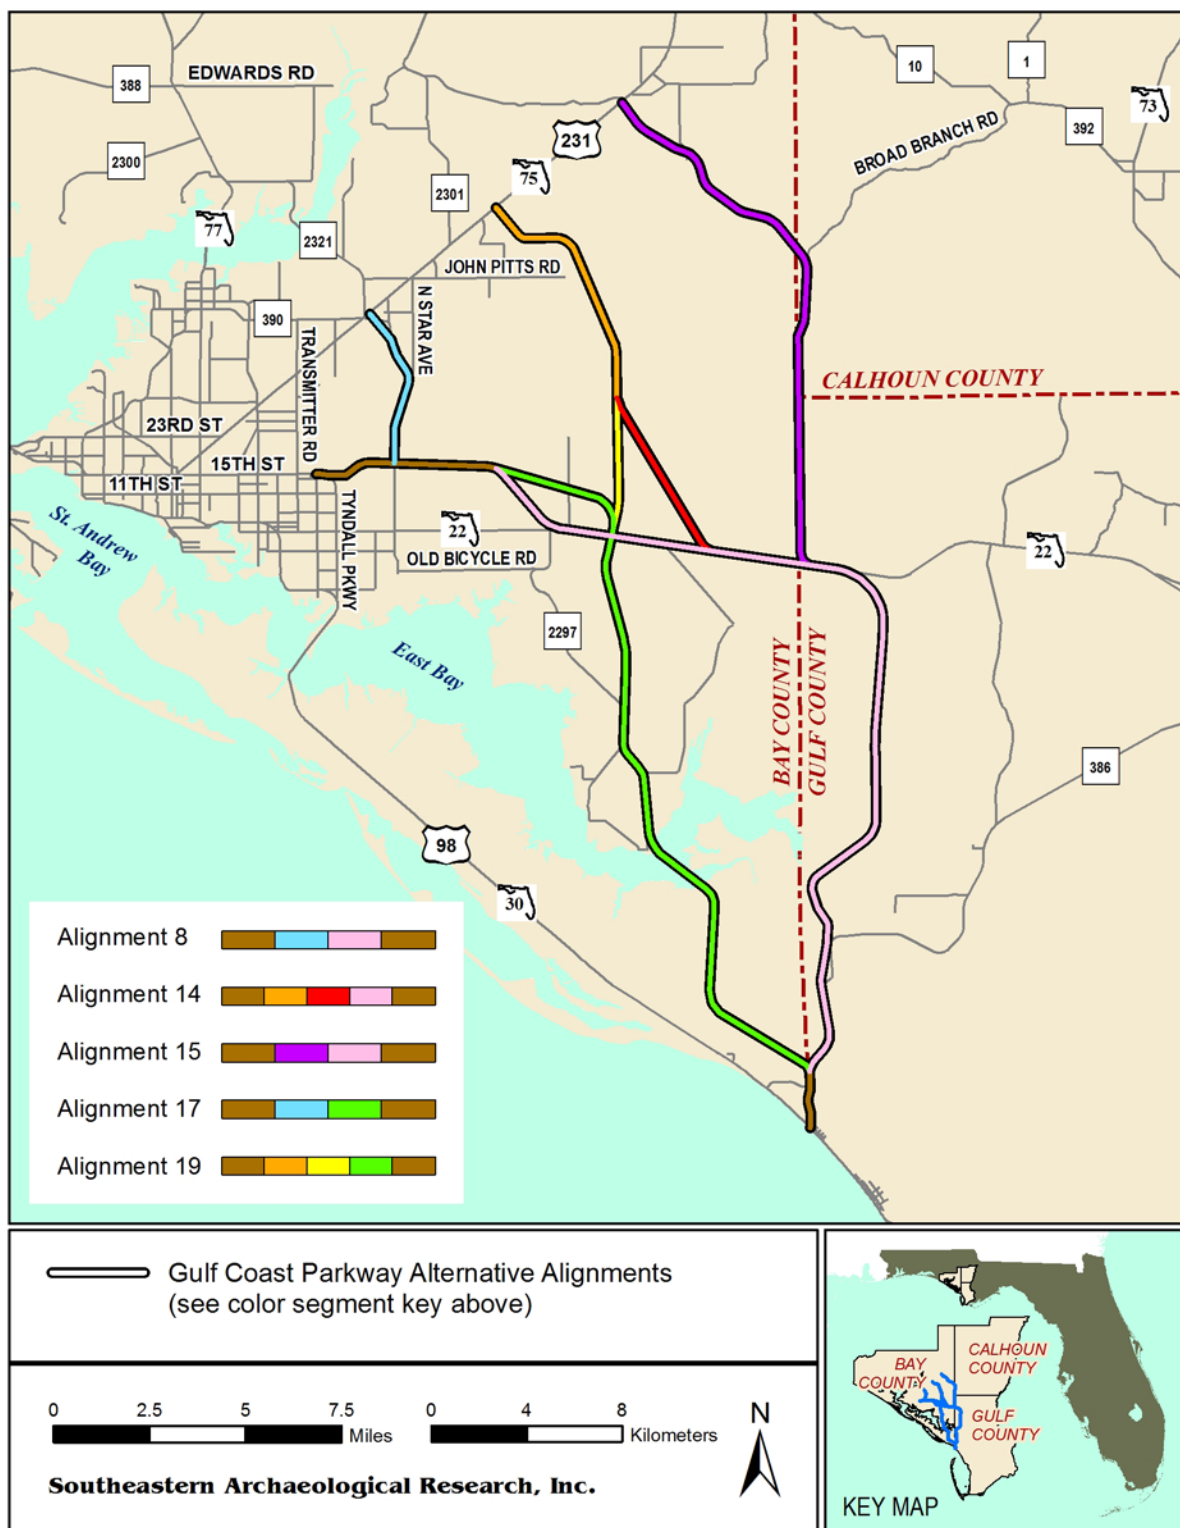 EDWARDS RD
388
10
1
73
392
BROAD BRANCH RD
231
2300
75
2301
77
2321
JOHN PITTS RD
N STAR AVE
390
TRANSMITTER RD
CALHOUN COUNTY
23RD ST
15TH ST
11TH ST
TYNDALL PKWY
22
OLD BICYCLE RD
22
St. Andrew
Bay
2297
East Bay
BAY COUNTY
GULF COUNTY
386
98
30
Alignment 8
Alignment 14
Alignment 15
Alignment 17
Alignment 19
Gulf Coast Parkway Alternative Alignments
(see color segment key above)
0 2.5 5 7.5
Miles
0 4 8
Kilometers
N
Southeastern Archaeological Research, Inc.
CALHOUN
COUNTY
BAY
COUNTY
GULF
COUNTY
KEY MAP